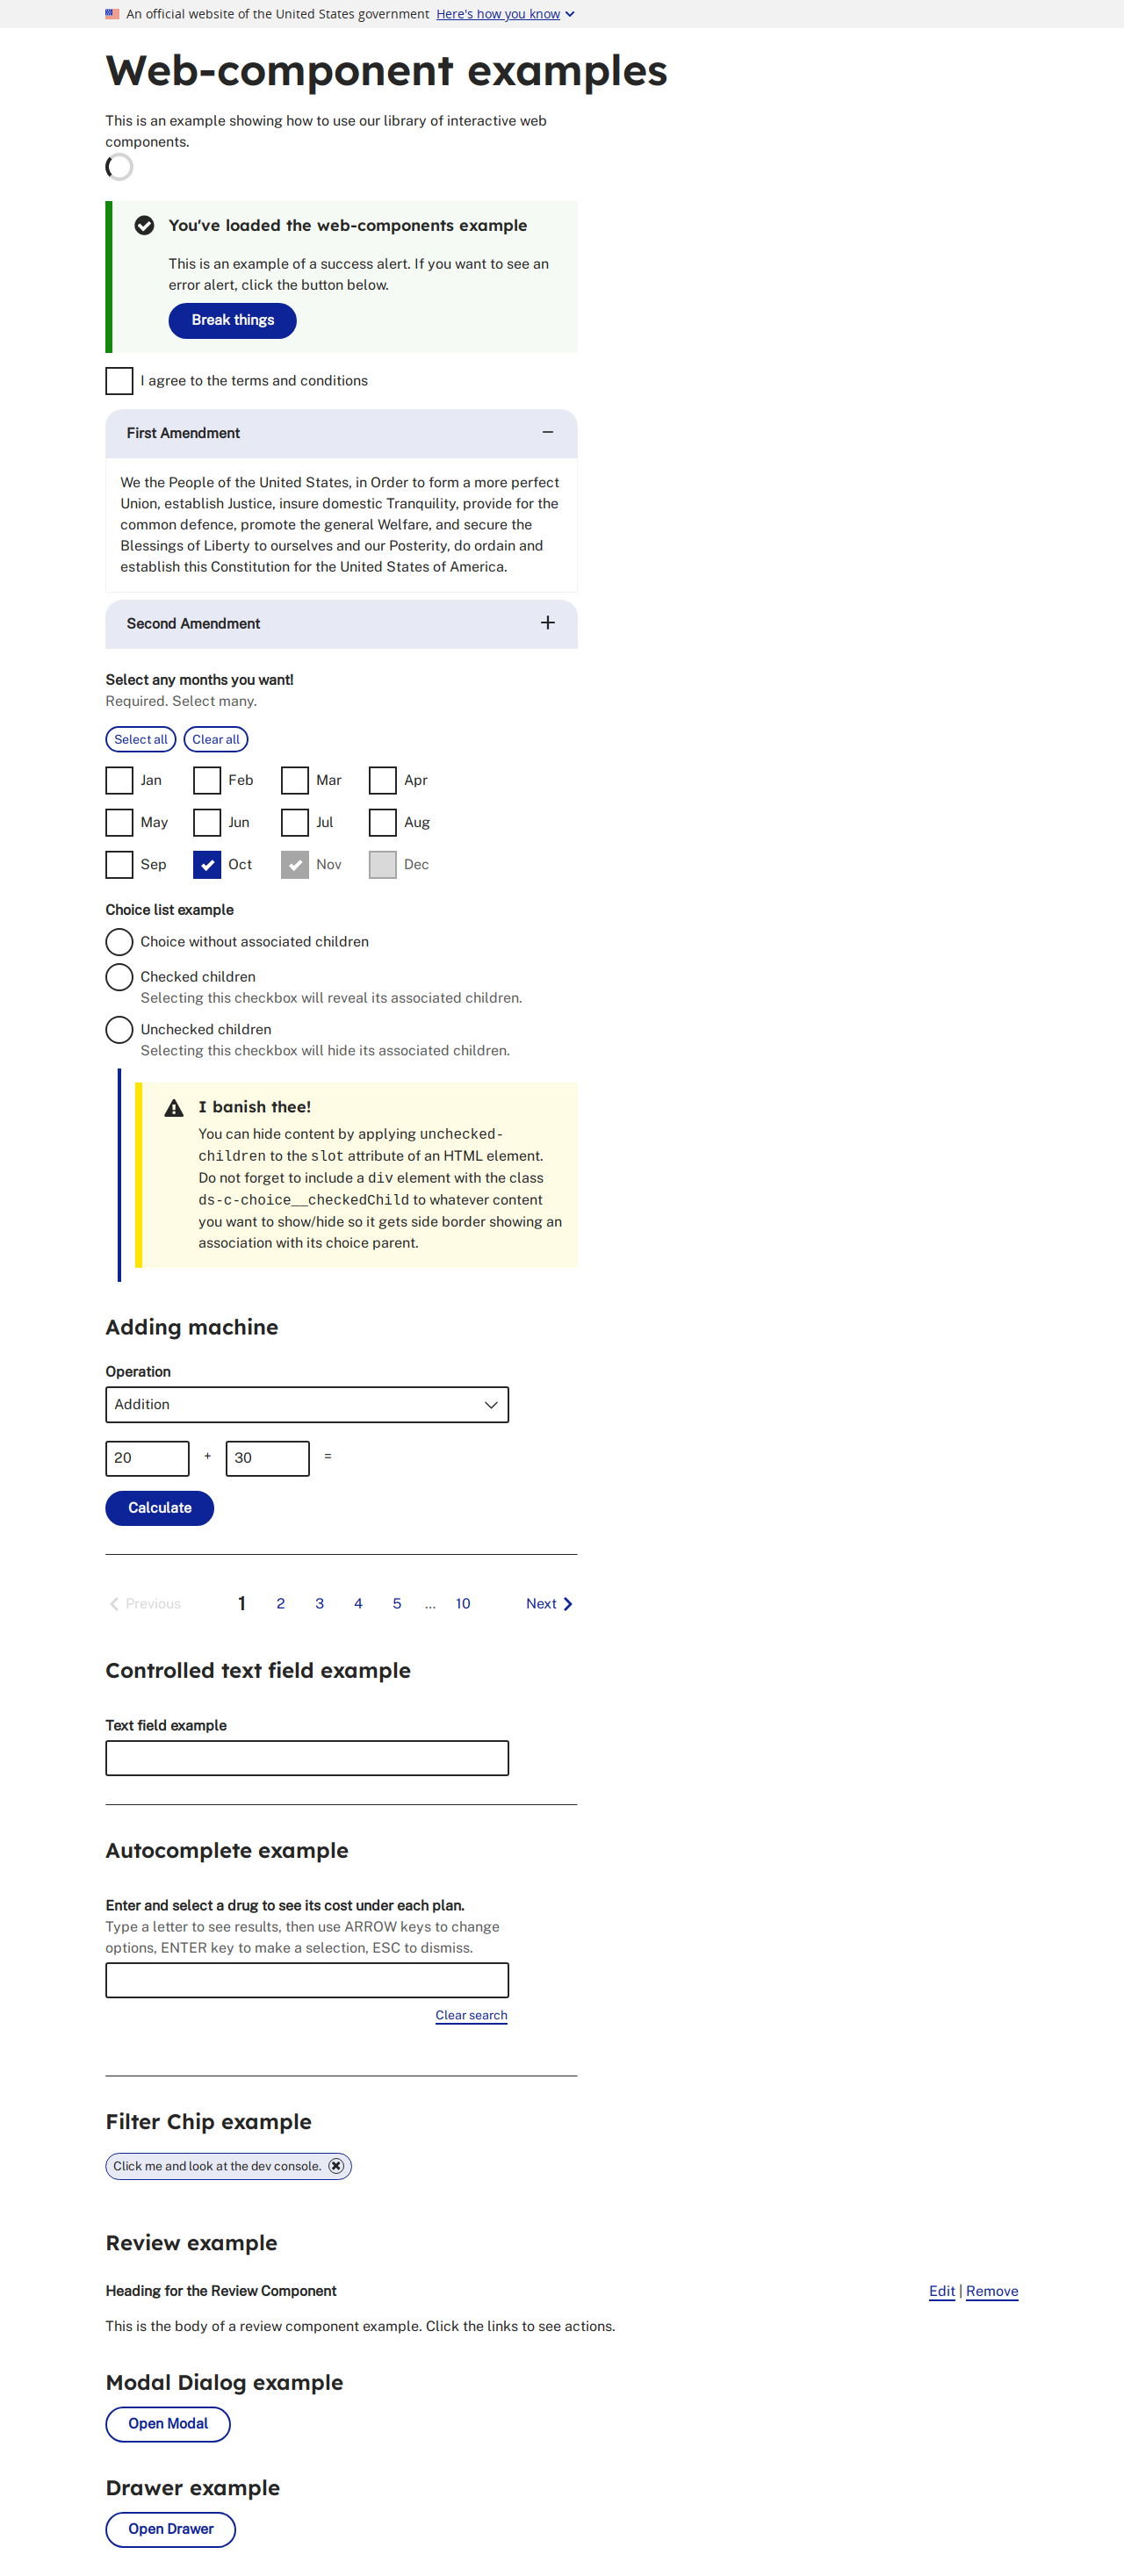 An official website of the United States government Here's how you know
Web-component examples
This is an example showing how to use our library of interactive web
components.
You've loaded the web-components example
This is an example of a success alert. If you want to see an
error alert, click the button below.
Break things
I agree to the terms and conditions
First Amendment
We the People of the United States, in Order to form a more perfect
Union, establish Justice, insure domestic Tranquility, provide for the
common defence, promote the general Welfare, and secure the
Blessings of Liberty to ourselves and our Posterity, do ordain and
establish this Constitution for the United States of America.
Second Amendment
Select any months you want!
Required. Select many.
Select all Clear all
Jan Feb Mar Apr
May Jun Jul Aug
Sep Oct Nov Dec
Choice list example
Choice without associated children
Checked children
Selecting this checkbox will reveal its associated children.
Unchecked children
Selecting this checkbox will hide its associated children.
I banish thee!
You can hide content by applying unchecked-
children to the slot attribute of an HTML element.
Do not forget to include a div element with the class
ds-c-choice__checkedChild to whatever content
you want to show/hide so it gets side border showing an
association with its choice parent.
Adding machine
Operation
Addition
20 + 30 =
Calculate
Previous 1 2 3 4 5 ... 10 Next
Controlled text field example
Text field example
Autocomplete example
Enter and select a drug to see its cost under each plan.
Type a letter to see results, then use ARROW keys to change
options, ENTER key to make a selection, ESC to dismiss.
Clear search
Filter Chip example
Click me and look at the dev console.
Review example
Heading for the Review Component Edit | Remove
This is the body of a review component example. Click the links to see actions.
Modal Dialog example
Open Modal
Drawer example
Open Drawer